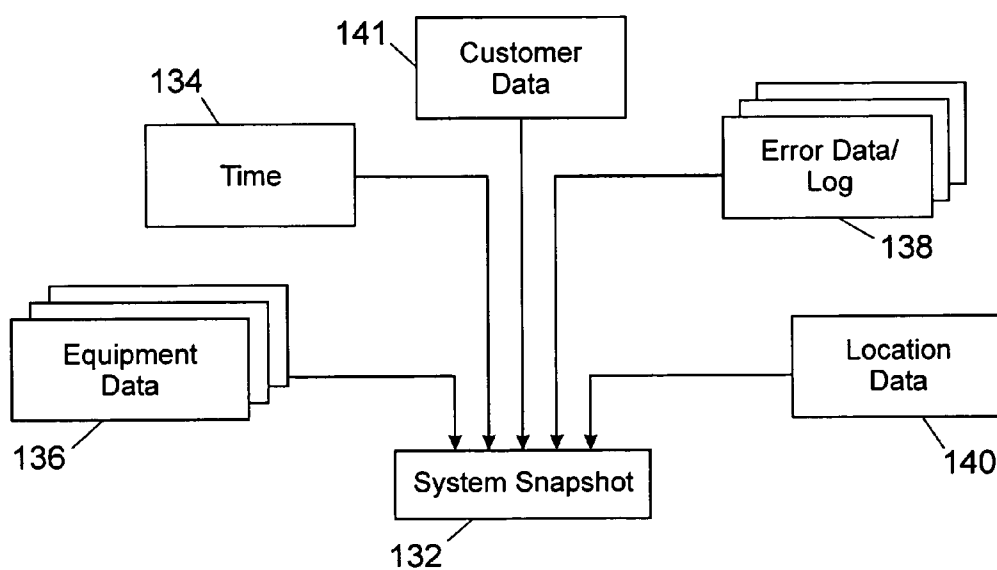 141
Customer
Data
134
Time
Error Data/
Log
138
Equipment
Data
136
Location
Data
140
System Snapshot
132